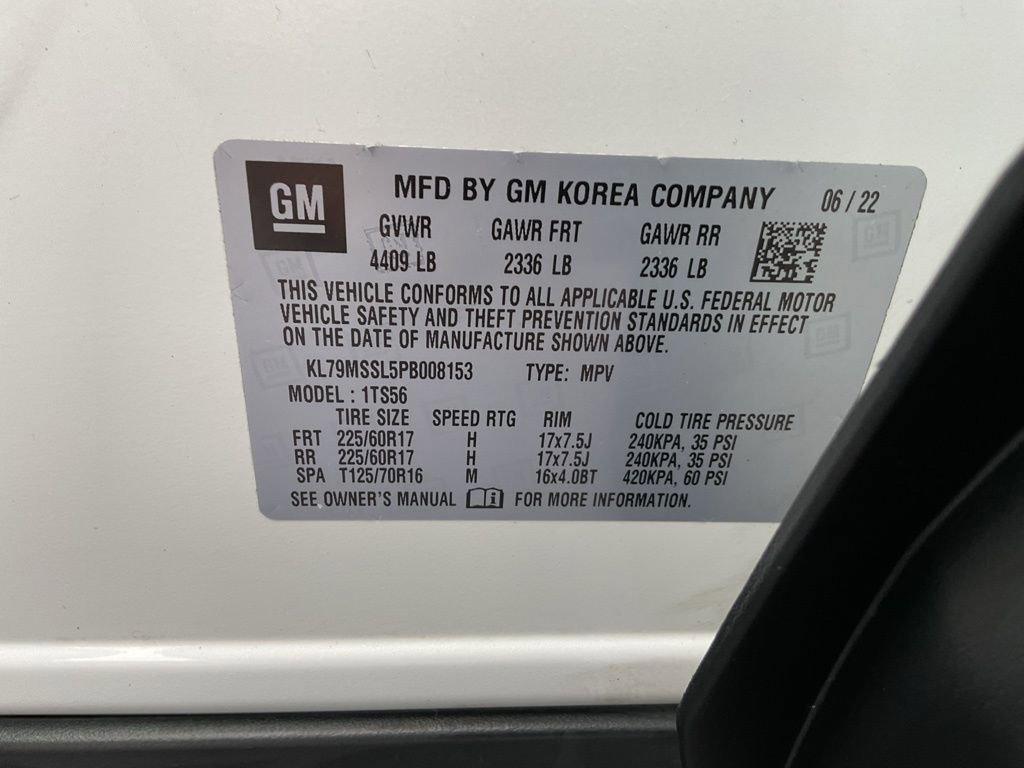 GM MFD BY GM KOREA COMPANY 06 / 22
GVWR GAWR FRT GAWR RR
4409 LB 2336 LB 2336 LB
THIS VEHICLE CONFORMS TO ALL APPLICABLE U.S. FEDERAL MOTOR
VEHICLE SAFETY AND THEFT PREVENTION STANDARDS IN EFFECT
ON THE DATE OF MANUFACTURE SHOWN ABOVE.
KL79MSSL5PB008153 TYPE: MPV
MODEL : 1TS56
TIRE SIZE SPEED RTG RIM COLD TIRE PRESSURE
FRT 225/60R17 H 17x7.5J 240KPA, 35 PSI
RR 225/60R17 H 17x7.5J 240KPA, 35 PSI
SPA T125/70R16 M 16x4.0BT 420KPA, 60 PSI
SEE OWNER'S MANUAL FOR MORE INFORMATION.